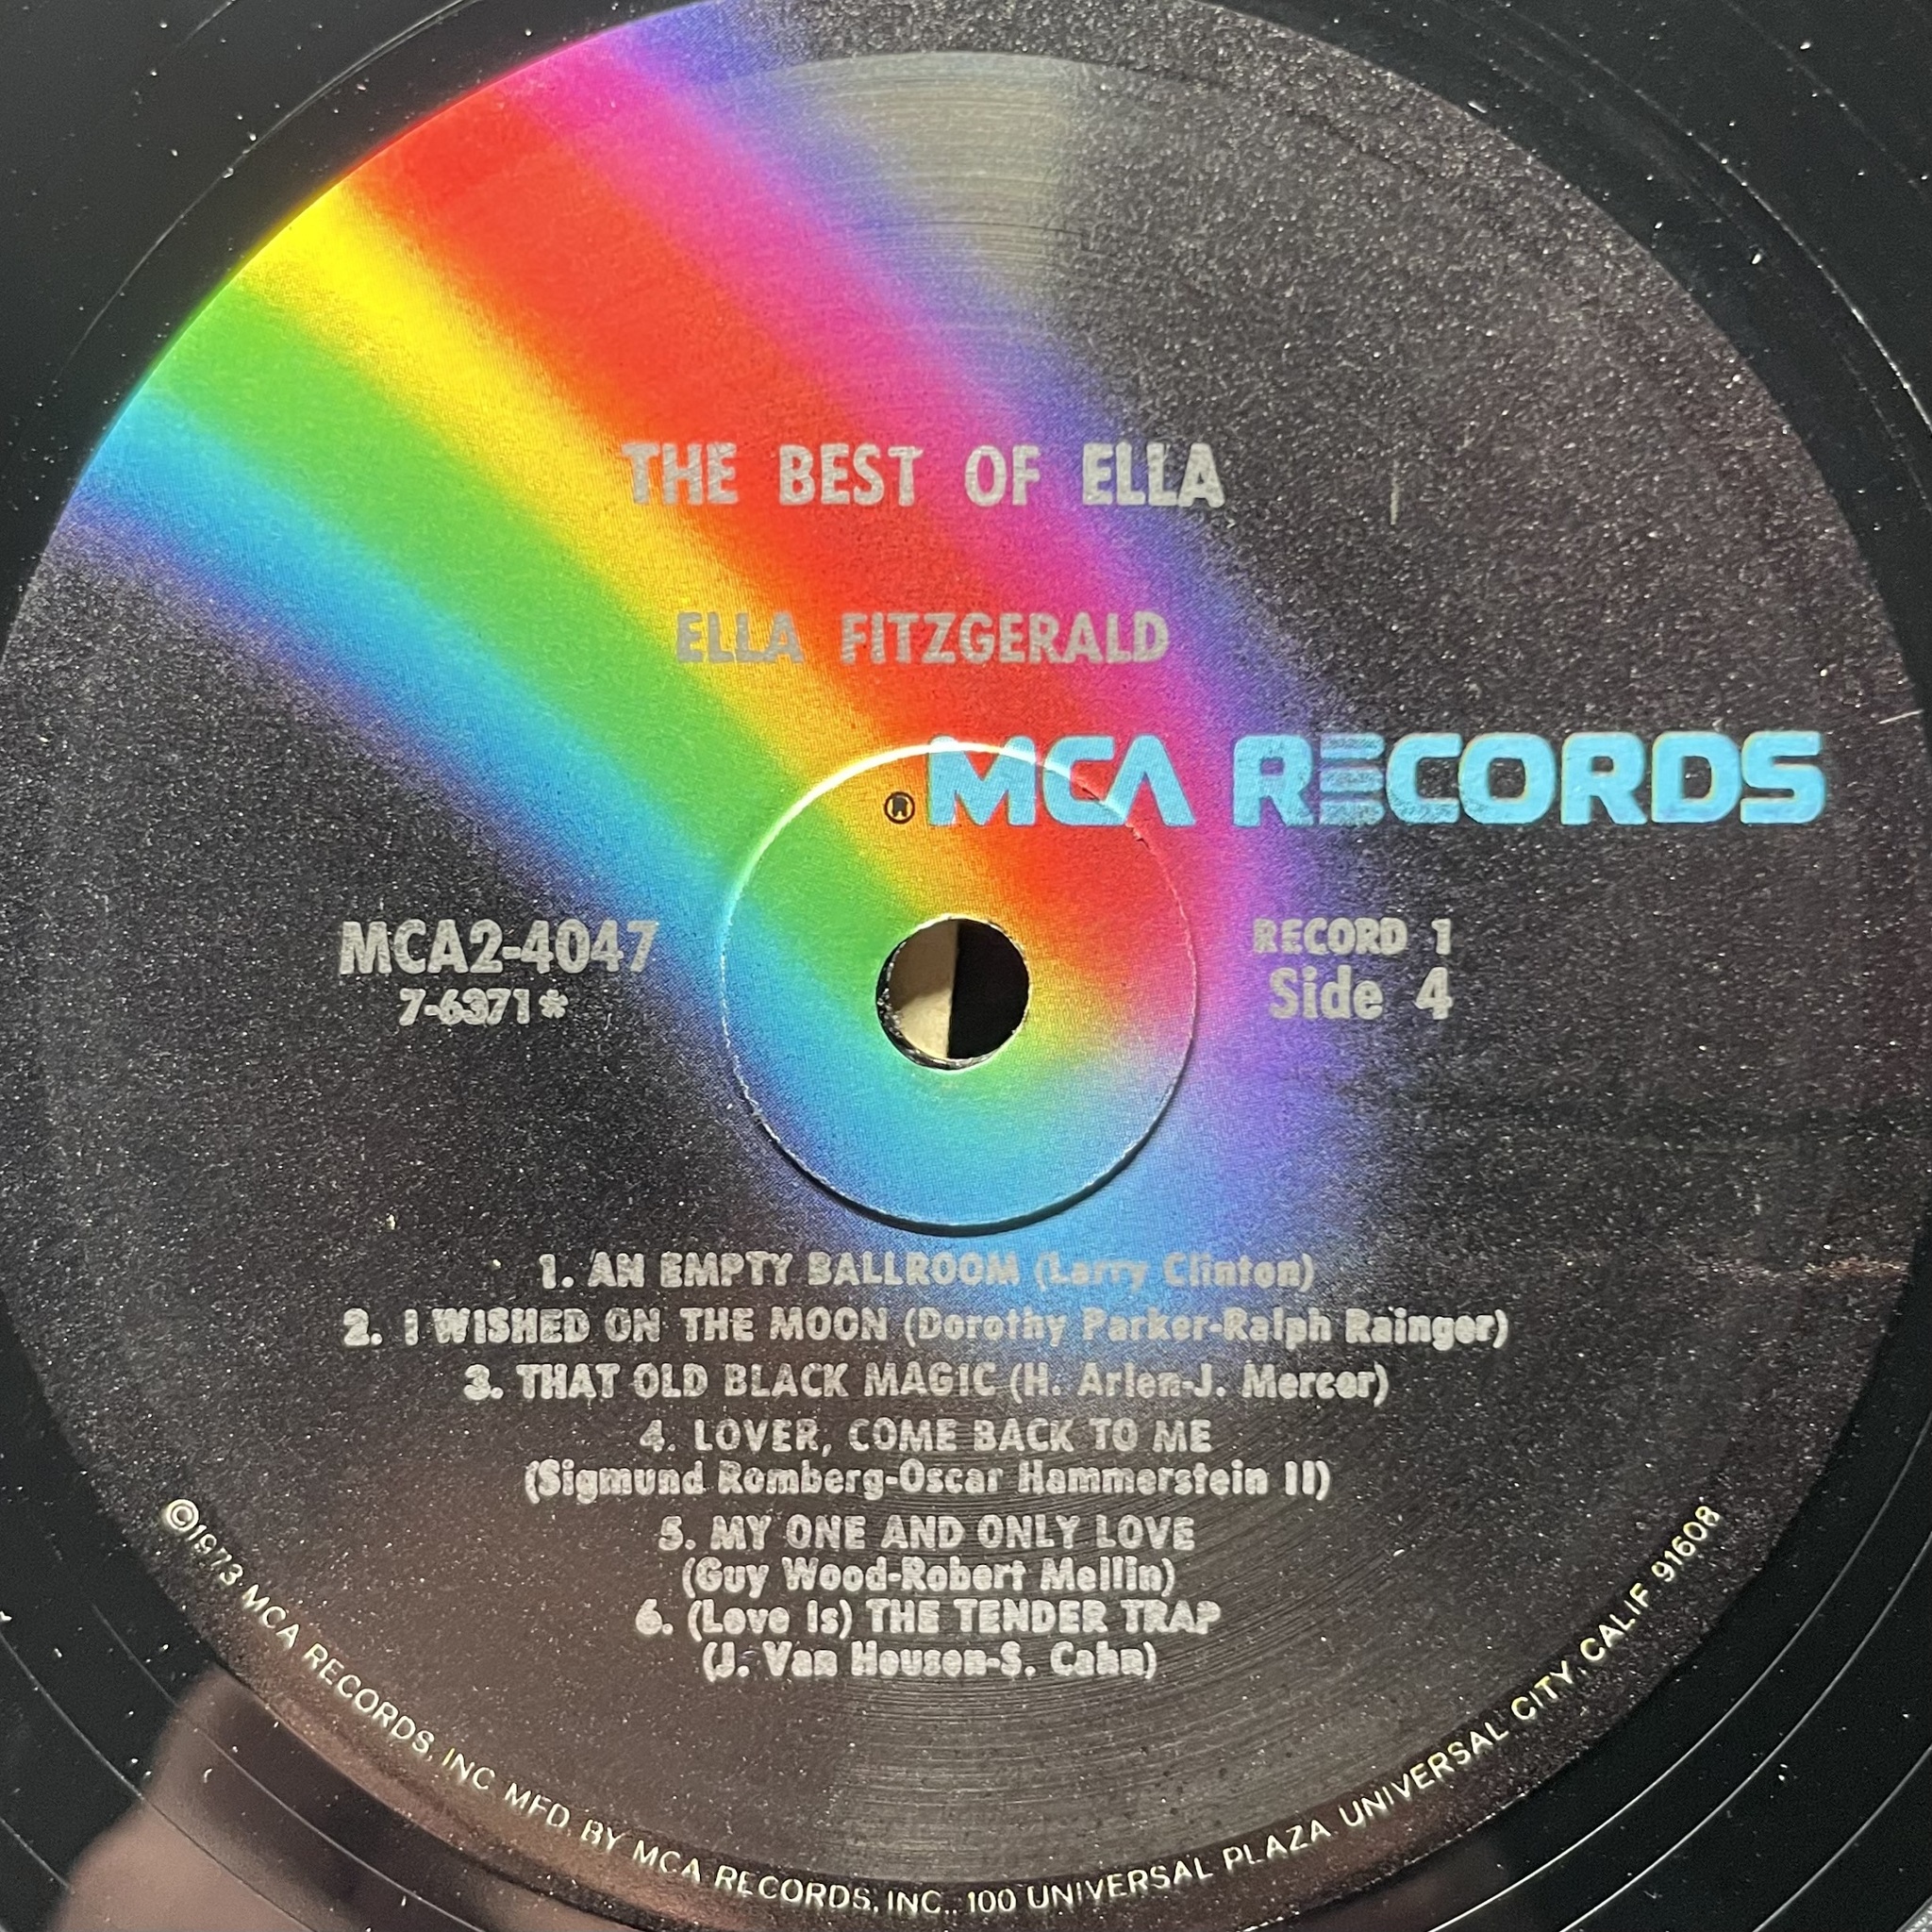 THE BEST OF ELLA
ELLA FITZGERALD
® MCA RECORDS
MCA2-4047
7-6371*
RECORD 1
Side 4
1. AN EMPTY BALLROOM (Larry Clinton)
2. I WISHED ON THE MOON (Dorothy Parker-Ralph Rainger)
3. THAT OLD BLACK MAGIC (H. Arlen-J. Mercer)
4. LOVER, COME BACK TO ME
(Sigmund Romberg-Oscar Hammerstein II)
5. MY ONE AND ONLY LOVE
(Guy Wood-Robert Mellin)
6. (Love Is) THE TENDER TRAP
(J. Van Heusen-S. Cahn)
©1973 MCA RECORDS, INC. MFD. BY MCA RECORDS, INC., 100 UNIVERSAL PLAZA UNIVERSAL CITY, CALIF 91608